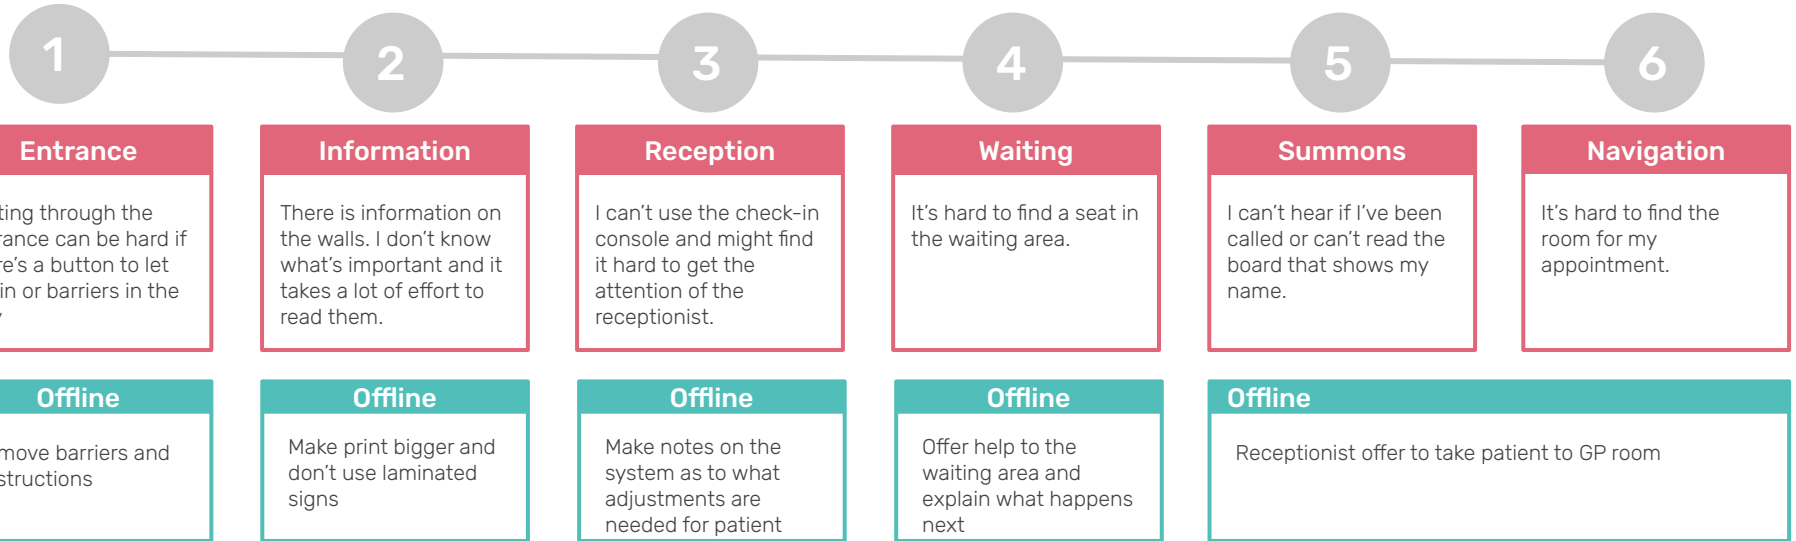 1
2
3
4
5
6
Entrance
through the
can be hard if
a button to let
in or barriers in the
Information
There is information on
the walls. I don’t know
what’s important and it
takes a lot of effort to
read them.
Reception
I can’t use the check-in
console and might find
it hard to get the
attention of the
receptionist.
Waiting
It’s hard to find a seat in
the waiting area.
Summons
I can’t hear if I’ve been
called or can’t read the
board that shows my
name.
Navigation
It’s hard to find the
room for my
appointment.
Offline
barriers and
Offline
Make print bigger and
don’t use laminated
signs
Offline
Make notes on the
system as to what
adjustments are
needed for patient
Offline
Offer help to the
waiting area and
explain what happens
next
Offline
Receptionist offer to take patient to GP room